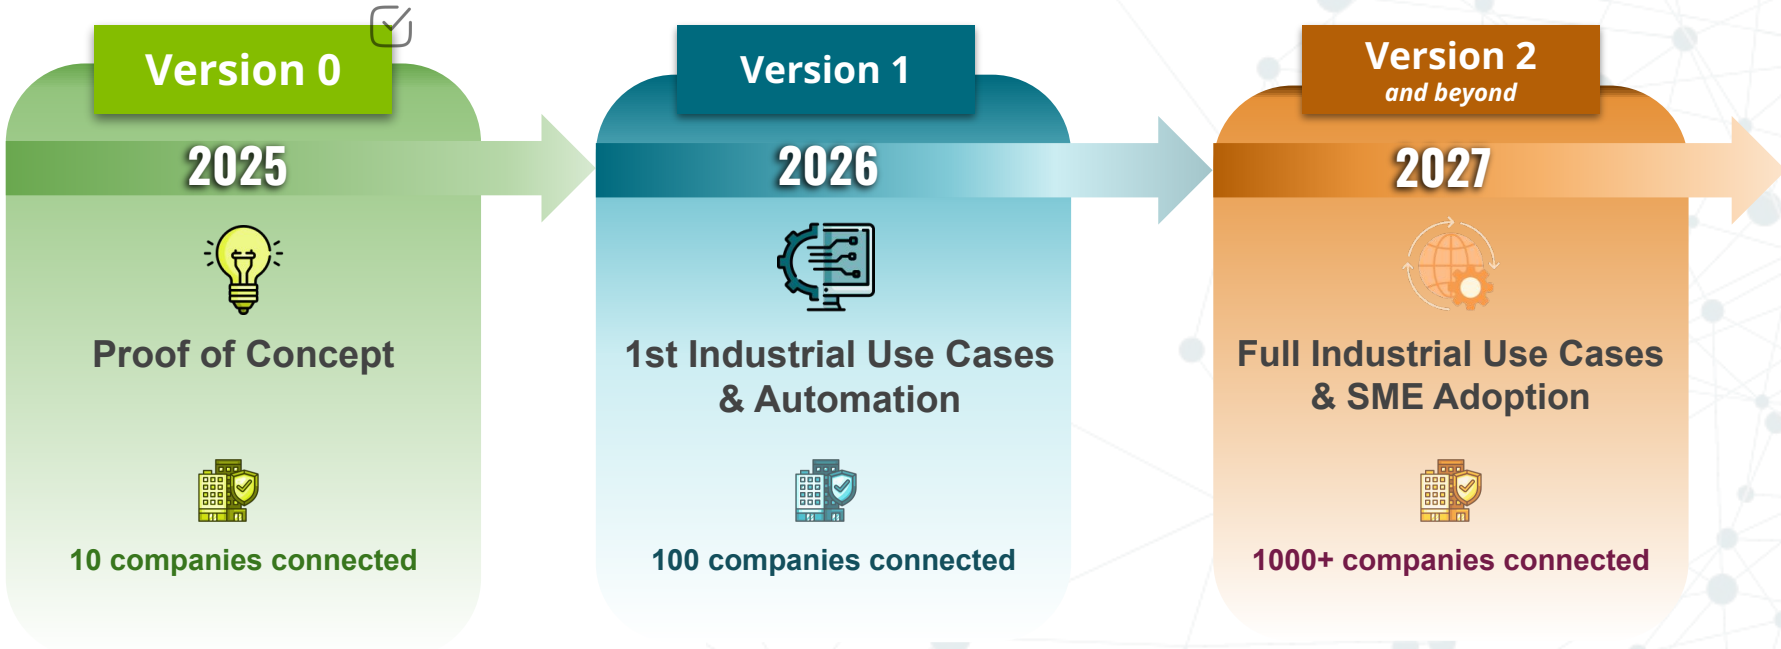 Version 0
2025
Proof of Concept
10 companies connected
Version 1
2026
1st Industrial Use Cases
& Automation
100 companies connected
Version 2
and beyond
2027
Full Industrial Use Cases
& SME Adoption
1000+ companies connected